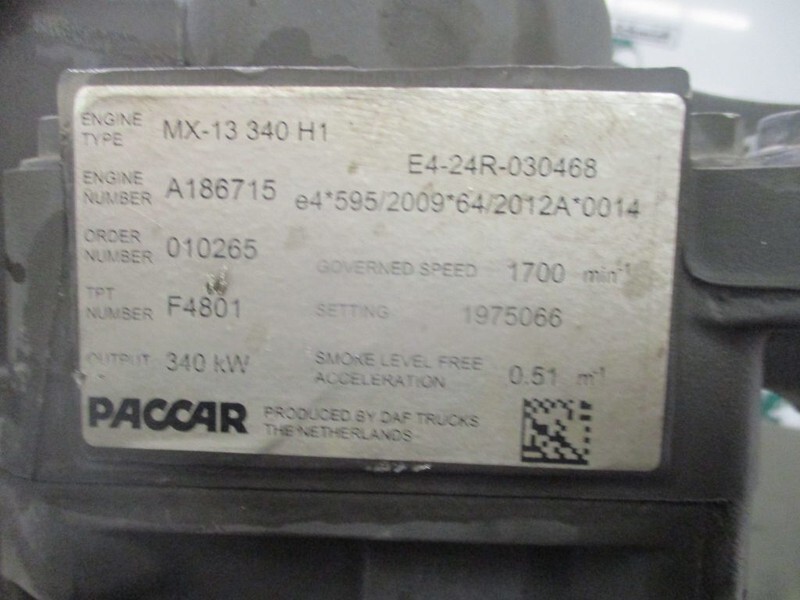 ENGINE TYPE MX-13 340 H1
E4-24R-030468
ENGINE NUMBER A186715 e4*595/2009*64/2012A*0014
ORDER NUMBER 010265
GOVERNED SPEED 1700 min-1
TPT NUMBER F4801
SETTING 1975066
OUTPUT 340 kW
SMOKE LEVEL FREE ACCELERATION 0.51 m-1
PACCAR
PRODUCED BY DAF TRUCKS
THE NETHERLANDS